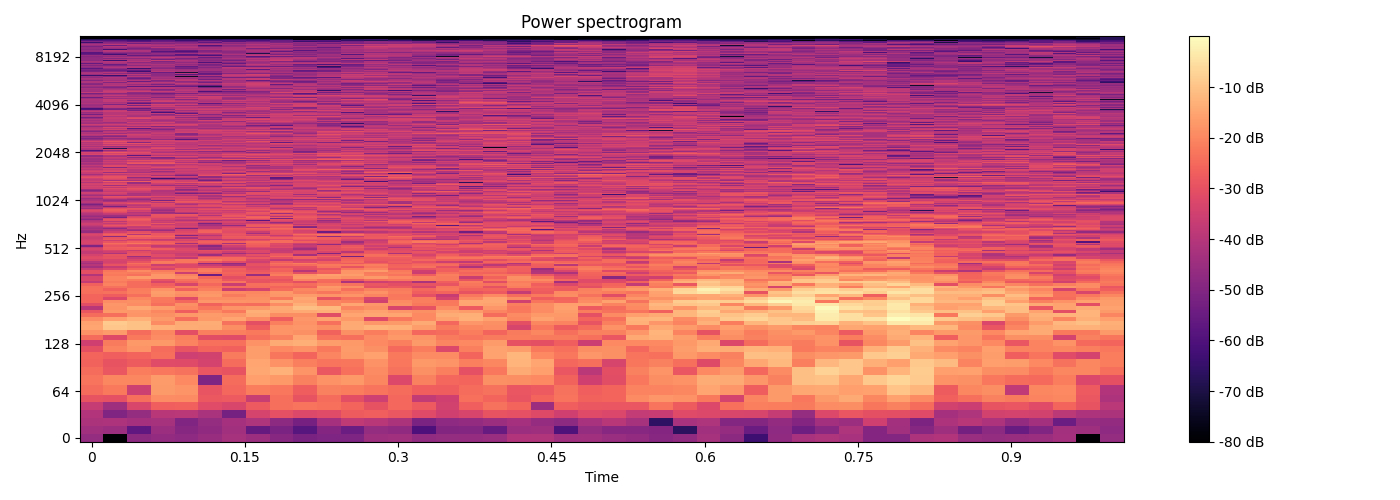 Power spectrogram
Hz
8192
4096
2048
1024
512
256
128
64
0
0 0.15 0.3 0.45 0.6 0.75 0.9
Time
-10 dB
-20 dB
-30 dB
-40 dB
-50 dB
-60 dB
-70 dB
-80 dB